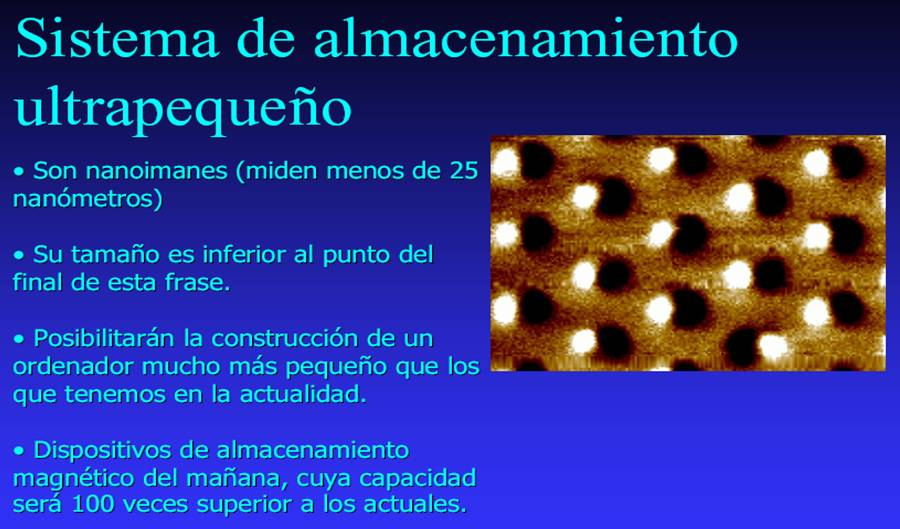 Sistema de almacenamiento
ultrapequeño
• Son nanoimanes (miden menos de 25
nanómetros)
• Su tamaño es inferior al punto del
final de esta frase.
• Posibilitarán la construcción de un
ordenador mucho más pequeño que los
que tenemos en la actualidad.
• Dispositivos de almacenamiento
magnético del mañana, cuya capacidad
será 100 veces superior a los actuales.